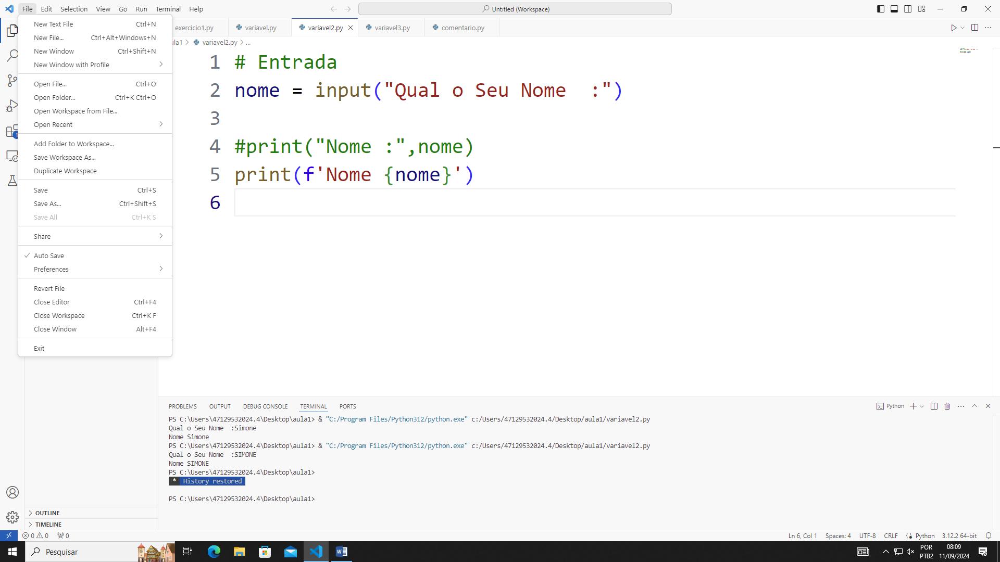 File Edit Selection View Go Run Terminal Help
Untitled (Workspace)
New Text File Ctrl+N
New File... Ctrl+Alt+Windows+N
New Window Ctrl+Shift+N
New Window with Profile
Open File... Ctrl+O
Open Folder... Ctrl+K Ctrl+O
Open Workspace from File...
Open Recent
Add Folder to Workspace...
Save Workspace As...
Duplicate Workspace
Save Ctrl+S
Save As... Ctrl+Shift+S
Save All Ctrl+K S
Share
Auto Save
Preferences
Revert File
Close Editor Ctrl+F4
Close Workspace Ctrl+K F
Close Window Alt+F4
Exit
exercicio1.py variavel.py variavel2.py variavel3.py comentario.py
ula1 > variavel2.py > ...
1 # Entrada
2 nome = input("Qual o Seu Nome  :")
3
4 #print("Nome :",nome)
5 print(f'Nome {nome}')
6
PROBLEMS OUTPUT DEBUG CONSOLE TERMINAL PORTS
Python
PS C:\Users\47129532024.4\Desktop\aula1> & "C:/Program Files/Python312/python.exe" c:/Users/47129532024.4/Desktop/aula1/variavel2.py
Qual o Seu Nome  :Simone
Nome Simone
PS C:\Users\47129532024.4\Desktop\aula1> & "C:/Program Files/Python312/python.exe" c:/Users/47129532024.4/Desktop/aula1/variavel2.py
Qual o Seu Nome  :SIMONE
Nome SIMONE
PS C:\Users\47129532024.4\Desktop\aula1>
* History restored
PS C:\Users\47129532024.4\Desktop\aula1>
OUTLINE
TIMELINE
0 0 0
Ln 6, Col 1 Spaces: 4 UTF-8 CRLF Python 3.12.2 64-bit
Pesquisar
POR
PTB2
08:09
11/09/2024